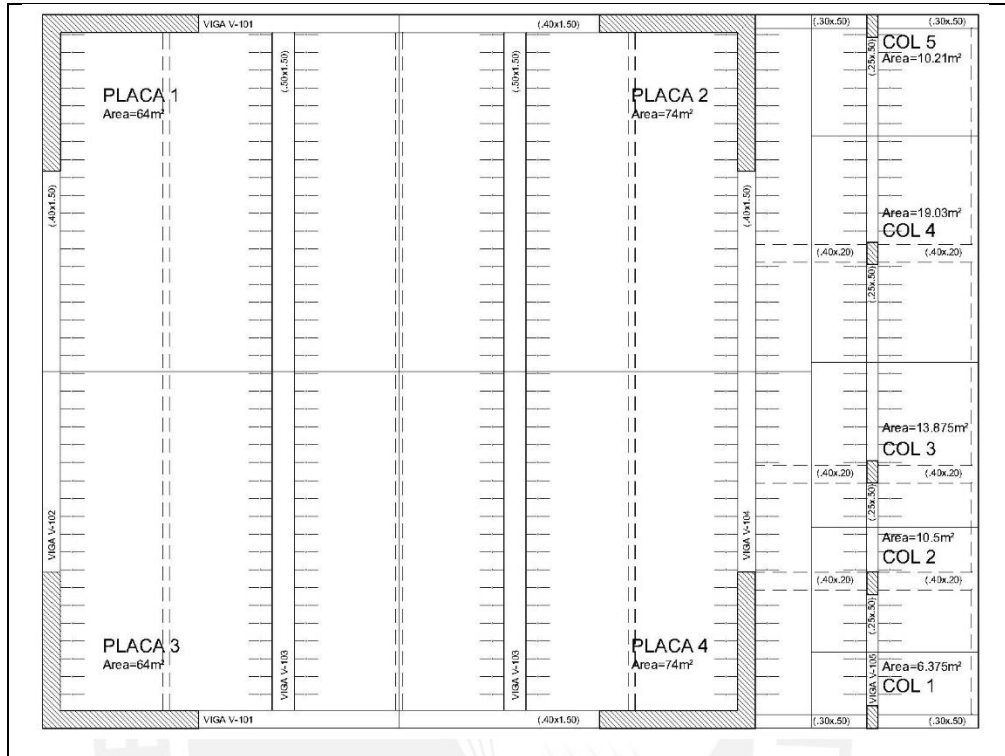 VIGA V-101
(.40x1.50)
(.30x.50)
(.30x.50)
COL 5
Area=10.21m²
(.25x.50)
(.50x1.50)
(.50x1.50)
PLACA 1
Area=64m²
PLACA 2
Area=74m²
(.40x1.50)
(.40x1.50)
Area=19.03m²
COL 4
(.40x.20)
(.40x.20)
(.25x.50)
Area=13.875m²
COL 3
(.40x.20)
(.40x.20)
(.25x.50)
VIGA V-102
VIGA V-104
Area=10.5m²
COL 2
(.40x.20)
(.40x.20)
(.25x.50)
PLACA 3
Area=64m²
VIGA V-103
VIGA V-103
PLACA 4
Area=74m²
VIGA V-105
Area=6.375m²
COL 1
VIGA V-101
(.40x1.50)
(.30x.50)
(.30x.50)